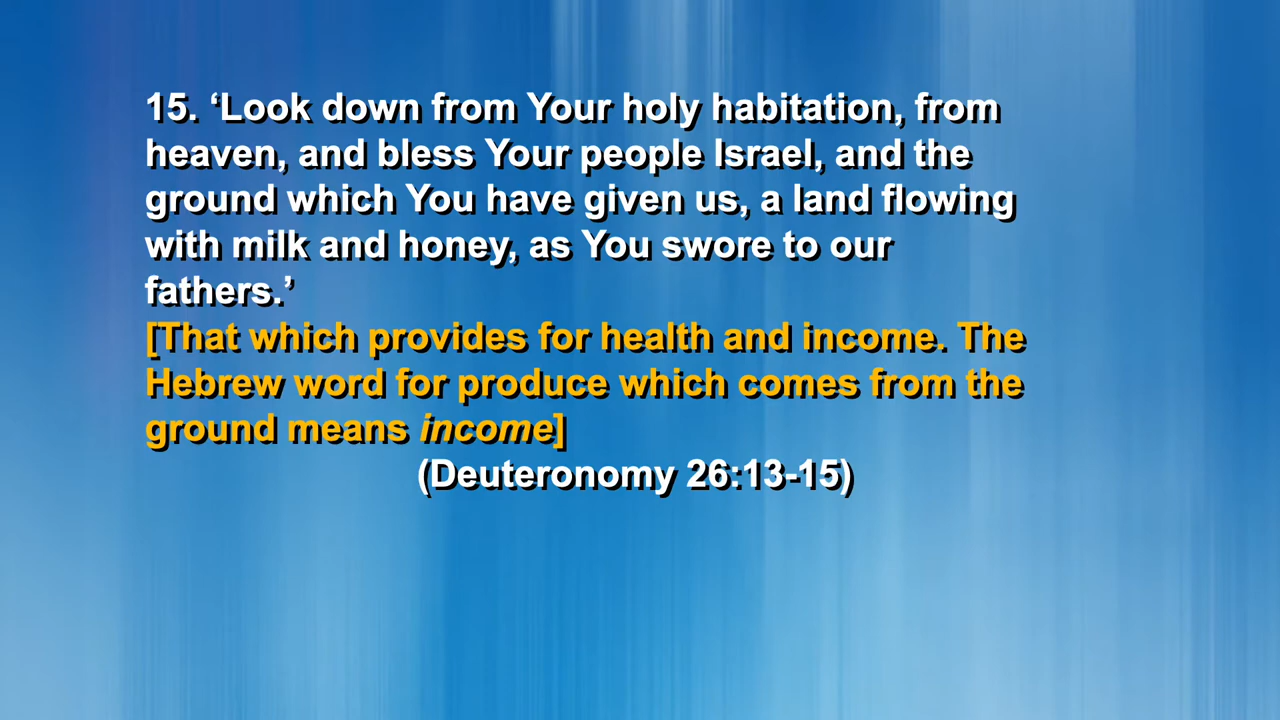 15. ‘Look down from Your holy habitation, from
heaven, and bless Your people Israel, and the
ground which You have given us, a land flowing
with milk and honey, as You swore to our
fathers.’
[That which provides for health and income. The
Hebrew word for produce which comes from the
ground means income]
(Deuteronomy 26:13-15)